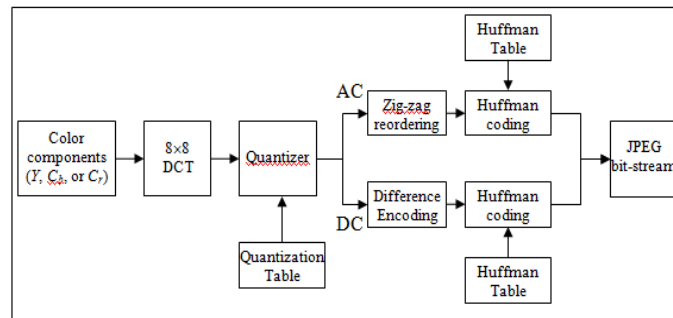 Huffman
Table
AC
Zig-zag
reordering
Huffman
coding
Color
components
(Y, Cb, or Cr)
8×8
DCT
Quantizer
JPEG
bit-stream
Difference
Encoding
Huffman
coding
DC
Quantization
Table
Huffman
Table